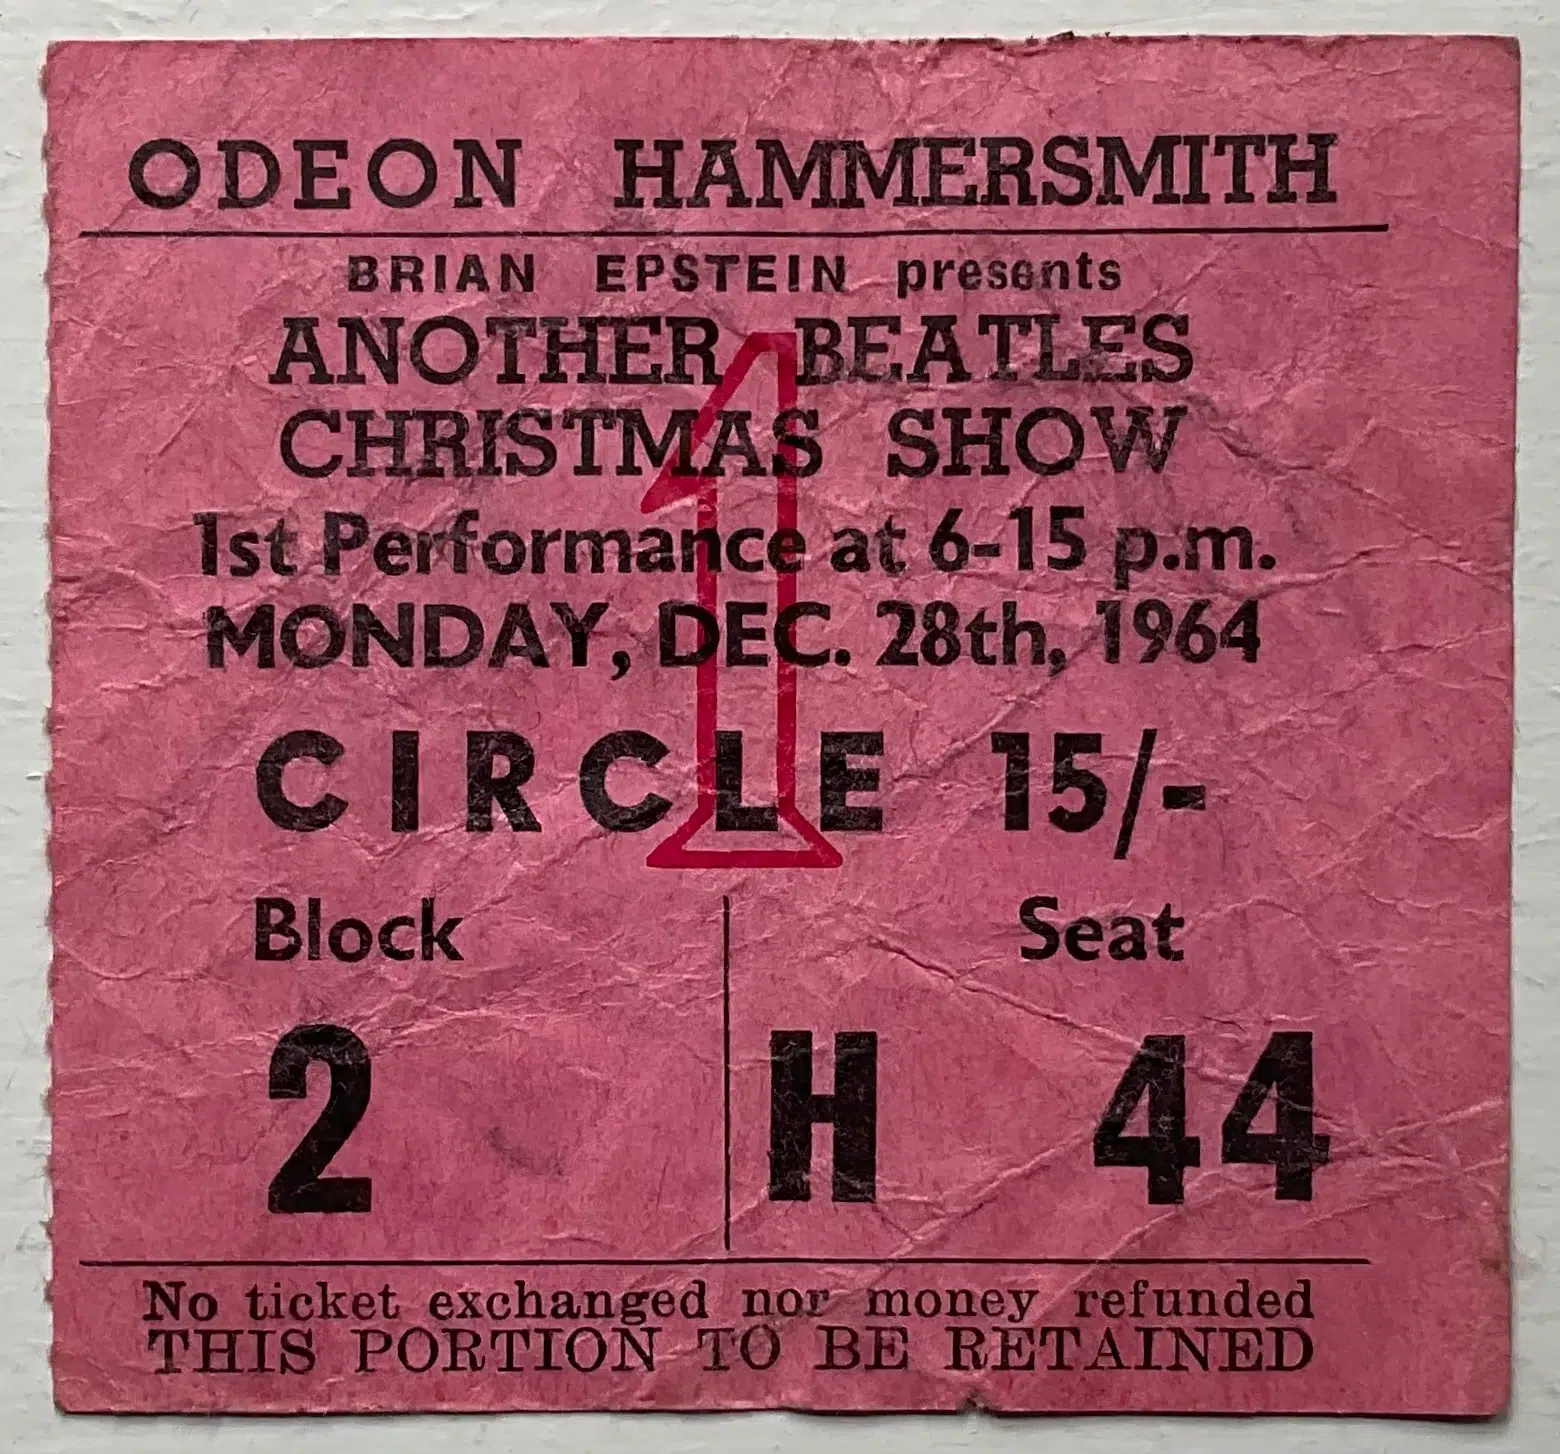 ODEON HAMMERSMITH
BRIAN EPSTEIN presents
ANOTHER BEATLES
CHRISTMAS SHOW
1st Performance at 6-15 p.m.
MONDAY, DEC. 28th, 1964
1
CIRCLE 15/-
Block Seat
2 H 44
No ticket exchanged nor money refunded
THIS PORTION TO BE RETAINED